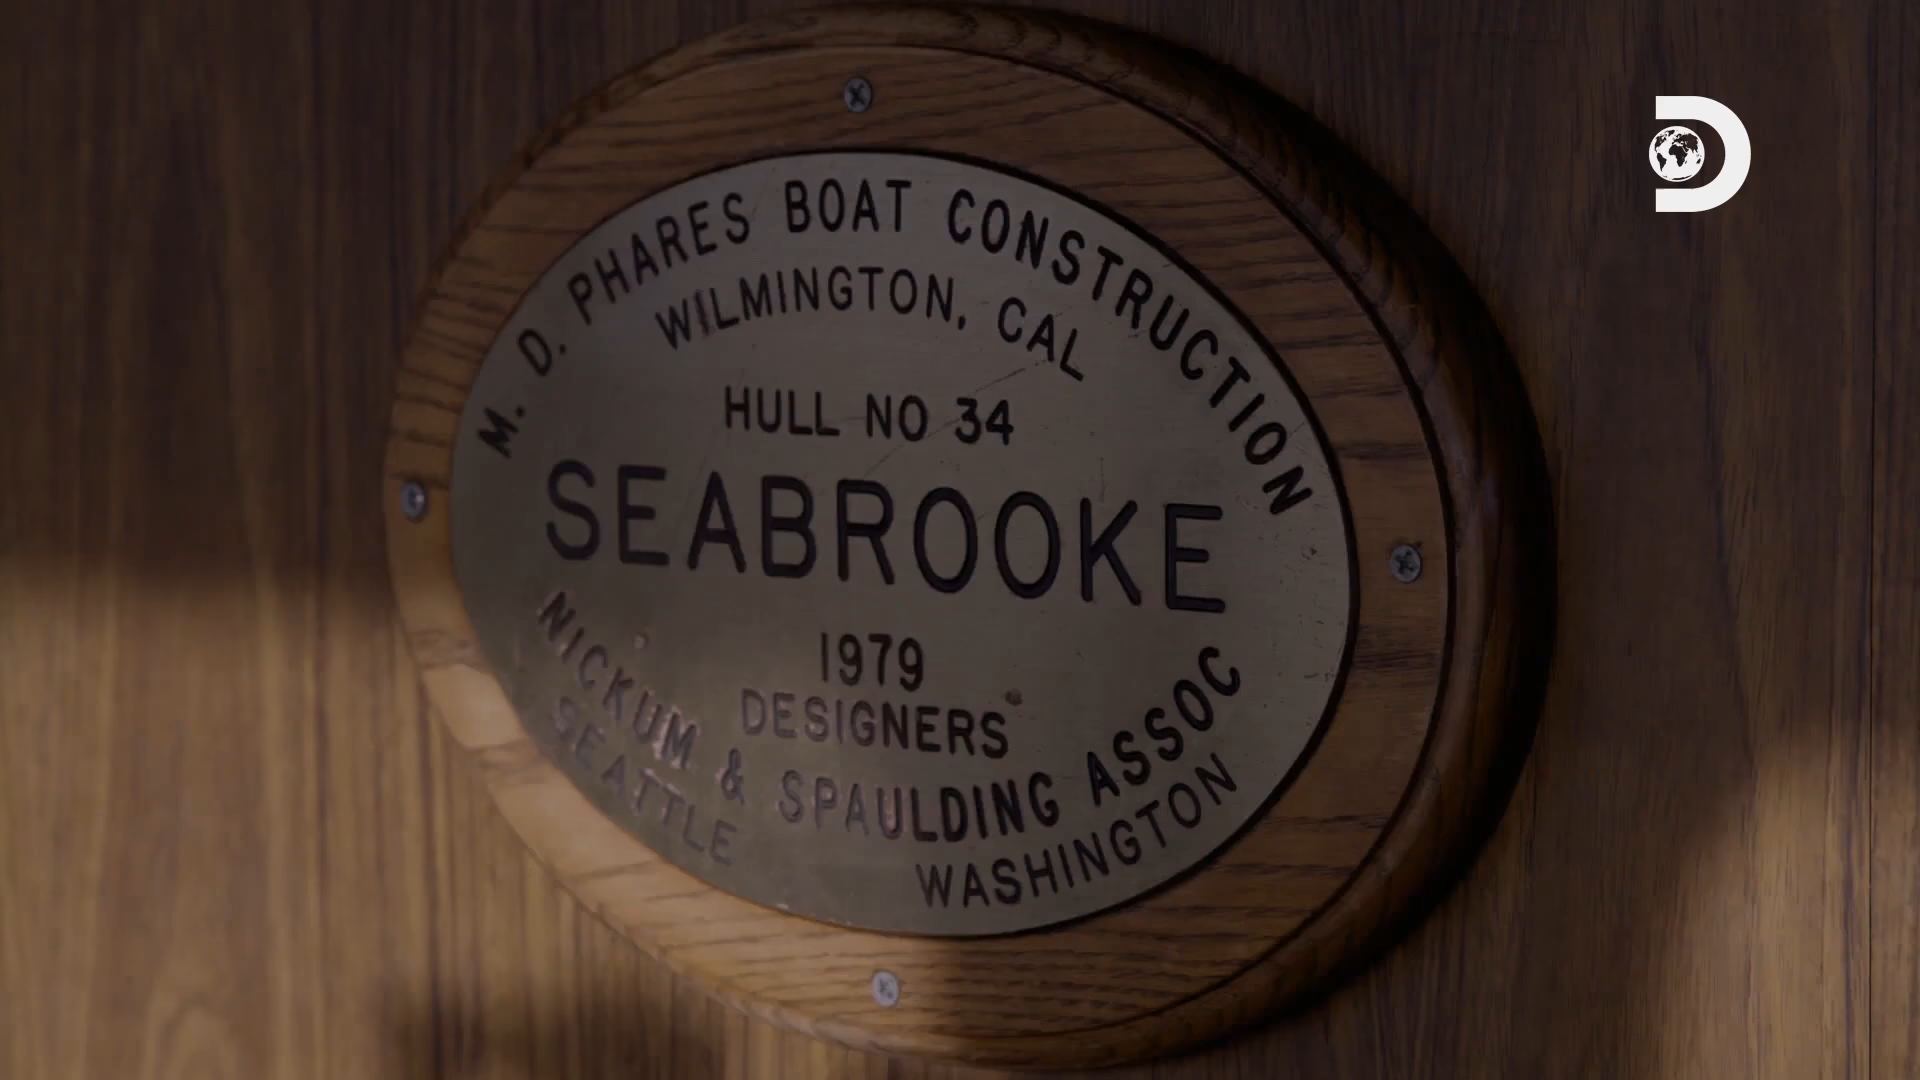 M. D. PHARES BOAT CONSTRUCTION
WILMINGTON, CAL
HULL NO 34
SEABROOKE
1979
DESIGNERS
NICKUM & SPAULDING ASSOC
SEATTLE WASHINGTON